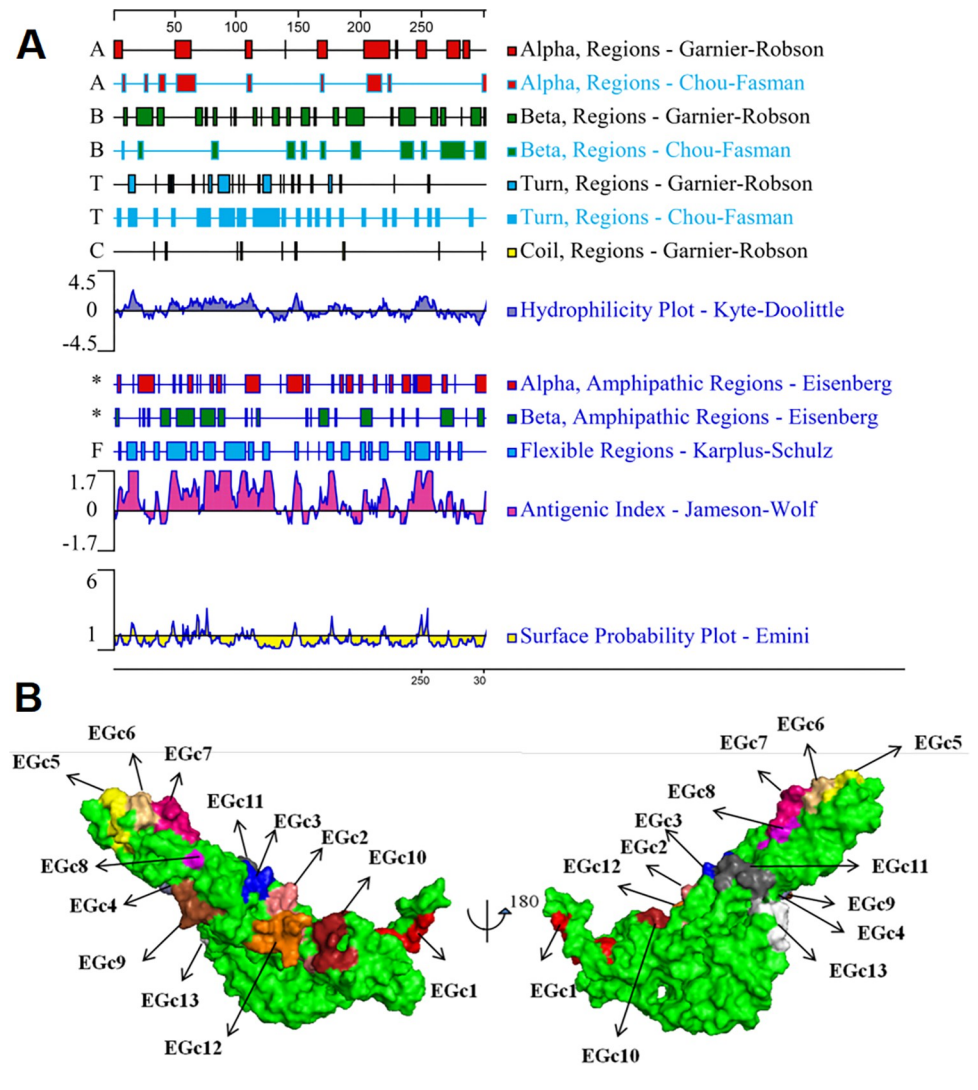 A
50 100 150 200 250
A Alpha, Regions - Garnier-Robson
A Alpha, Regions - Chou-Fasman
B Beta, Regions - Garnier-Robson
B Beta, Regions - Chou-Fasman
T Turn, Regions - Garnier-Robson
T Turn, Regions - Chou-Fasman
C Coil, Regions - Garnier-Robson
4.5
0 Hydrophilicity Plot - Kyte-Doolittle
-4.5
* Alpha, Amphipathic Regions - Eisenberg
* Beta, Amphipathic Regions - Eisenberg
F Flexible Regions - Karplus-Schulz
1.7
0 Antigenic Index - Jameson-Wolf
-1.7
6
1 Surface Probability Plot - Emini
250 30
B
EGc5
EGc6
EGc7
EGc11
EGc3
EGc2
EGc10
EGc8
EGc4
EGc9
EGc13
EGc12
EGc1
180
EGc6
EGc7
EGc5
EGc8
EGc3
EGc2
EGc12
EGc11
EGc9
EGc4
EGc13
EGc1
EGc10